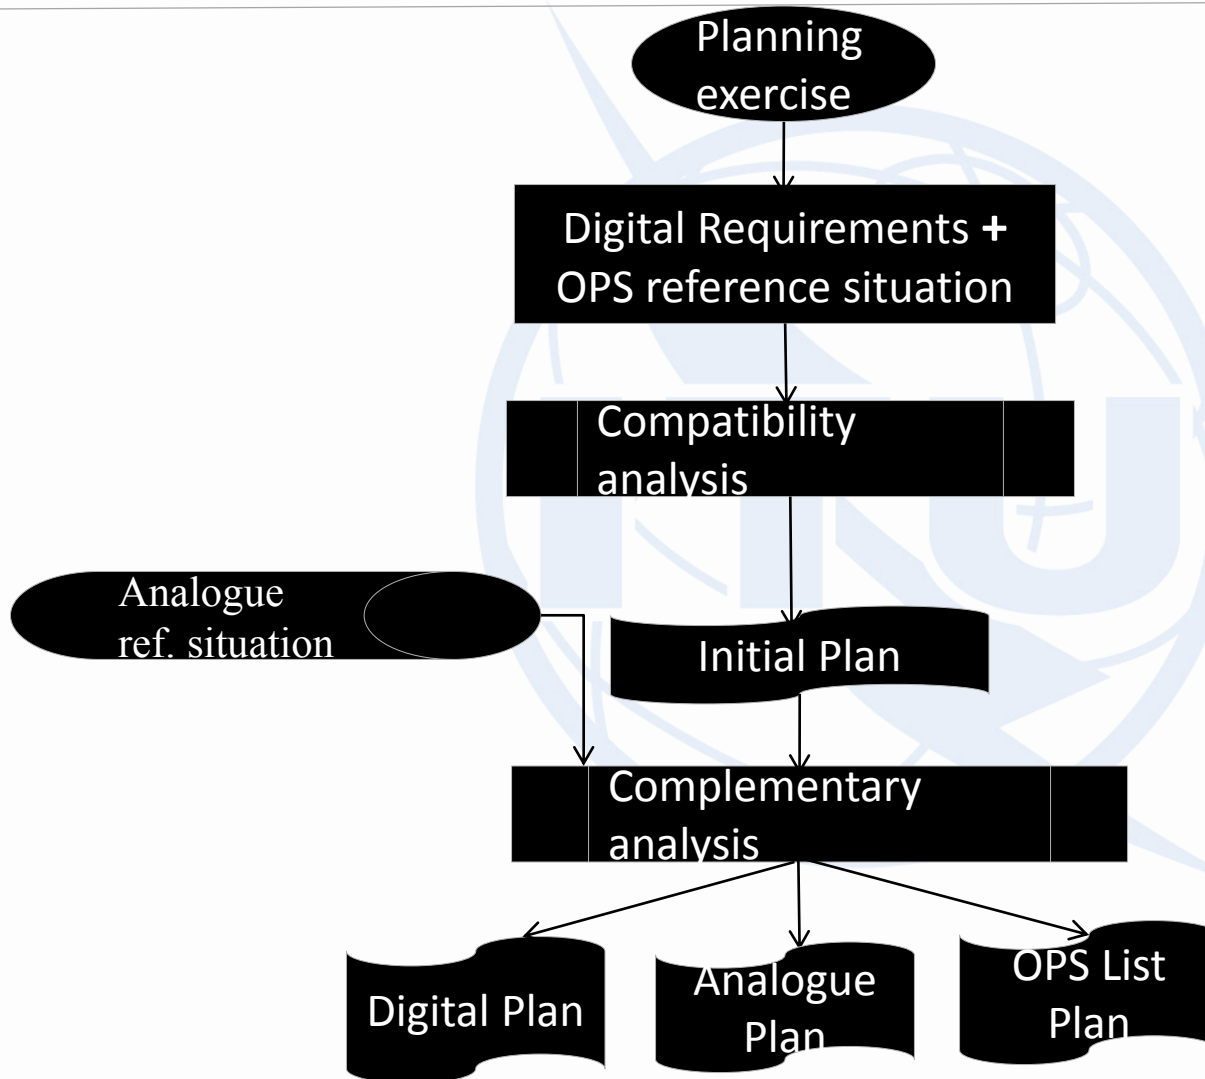 Planning
exercise
Digital Requirements +
OPS reference situation
Compatibility
analysis
Analogue
ref. situation
Initial Plan
Complementary
analysis
Digital Plan
Analogue
Plan
OPS List
Plan
ITU